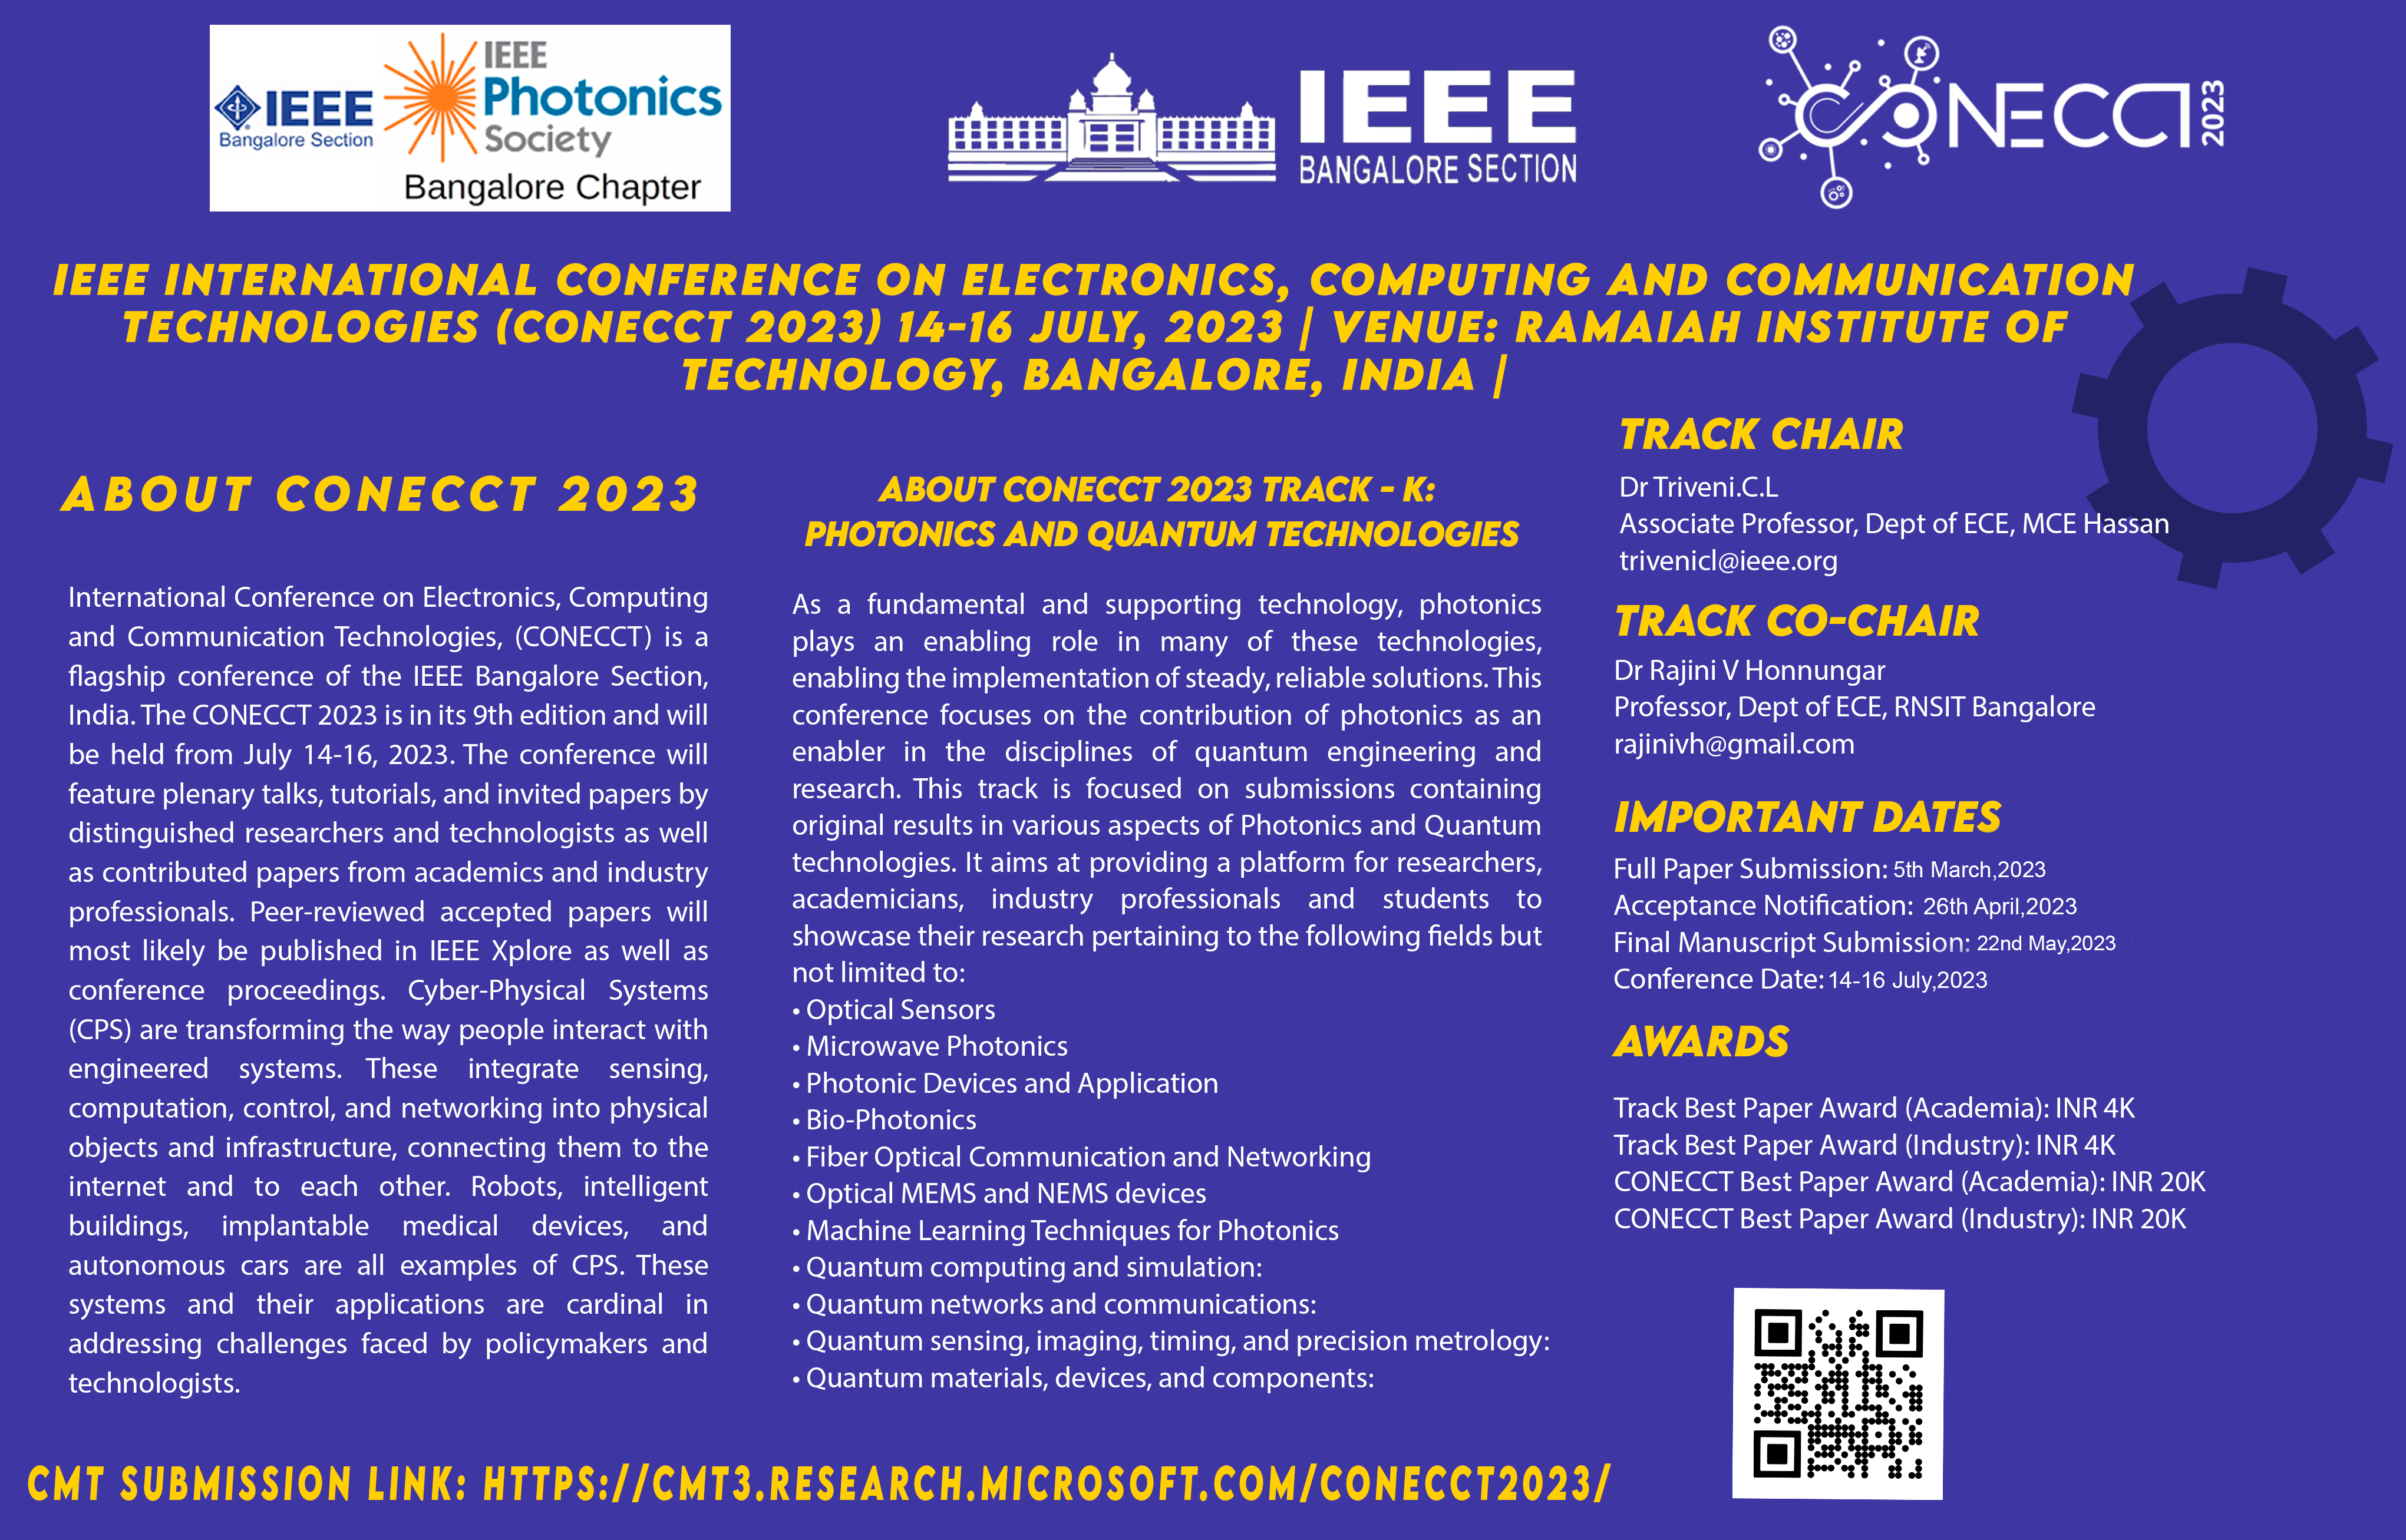 IEEE
Bangalore Section
IEEE
Photonics
Society
Bangalore Chapter
IEEE
BANGALORE SECTION
CONECCT 2023
IEEE INTERNATIONAL CONFERENCE ON ELECTRONICS, COMPUTING AND COMMUNICATION
TECHNOLOGIES (CONECCT 2023) 14-16 JULY, 2023 | VENUE: RAMAIAH INSTITUTE OF
TECHNOLOGY, BANGALORE, INDIA |
ABOUT CONECCT 2023
International Conference on Electronics, Computing
and Communication Technologies, (CONECCT) is a
flagship conference of the IEEE Bangalore Section,
India. The CONECCT 2023 is in its 9th edition and will
be held from July 14-16, 2023. The conference will
feature plenary talks, tutorials, and invited papers by
distinguished researchers and technologists as well
as contributed papers from academics and industry
professionals. Peer-reviewed accepted papers will
most likely be published in IEEE Xplore as well as
conference proceedings. Cyber-Physical Systems
(CPS) are transforming the way people interact with
engineered systems. These integrate sensing,
computation, control, and networking into physical
objects and infrastructure, connecting them to the
internet and to each other. Robots, intelligent
buildings, implantable medical devices, and
autonomous cars are all examples of CPS. These
systems and their applications are cardinal in
addressing challenges faced by policymakers and
technologists.
ABOUT CONECCT 2023 TRACK - K:
PHOTONICS AND QUANTUM TECHNOLOGIES
As a fundamental and supporting technology, photonics
plays an enabling role in many of these technologies,
enabling the implementation of steady, reliable solutions. This
conference focuses on the contribution of photonics as an
enabler in the disciplines of quantum engineering and
research. This track is focused on submissions containing
original results in various aspects of Photonics and Quantum
technologies. It aims at providing a platform for researchers,
academicians, industry professionals and students to
showcase their research pertaining to the following fields but
not limited to:
• Optical Sensors
• Microwave Photonics
• Photonic Devices and Application
• Bio-Photonics
• Fiber Optical Communication and Networking
• Optical MEMS and NEMS devices
• Machine Learning Techniques for Photonics
• Quantum computing and simulation:
• Quantum networks and communications:
• Quantum sensing, imaging, timing, and precision metrology:
• Quantum materials, devices, and components:
TRACK CHAIR
Dr Triveni.C.L
Associate Professor, Dept of ECE, MCE Hassan
trivenicl@ieee.org
TRACK CO-CHAIR
Dr Rajini V Honnungar
Professor, Dept of ECE, RNSIT Bangalore
rajinivh@gmail.com
IMPORTANT DATES
Full Paper Submission: 5th March,2023
Acceptance Notification: 26th April,2023
Final Manuscript Submission: 22nd May,2023
Conference Date: 14-16 July,2023
AWARDS
Track Best Paper Award (Academia): INR 4K
Track Best Paper Award (Industry): INR 4K
CONECCT Best Paper Award (Academia): INR 20K
CONECCT Best Paper Award (Industry): INR 20K
CMT SUBMISSION LINK: HTTPS://CMT3.RESEARCH.MICROSOFT.COM/CONECCT2023/